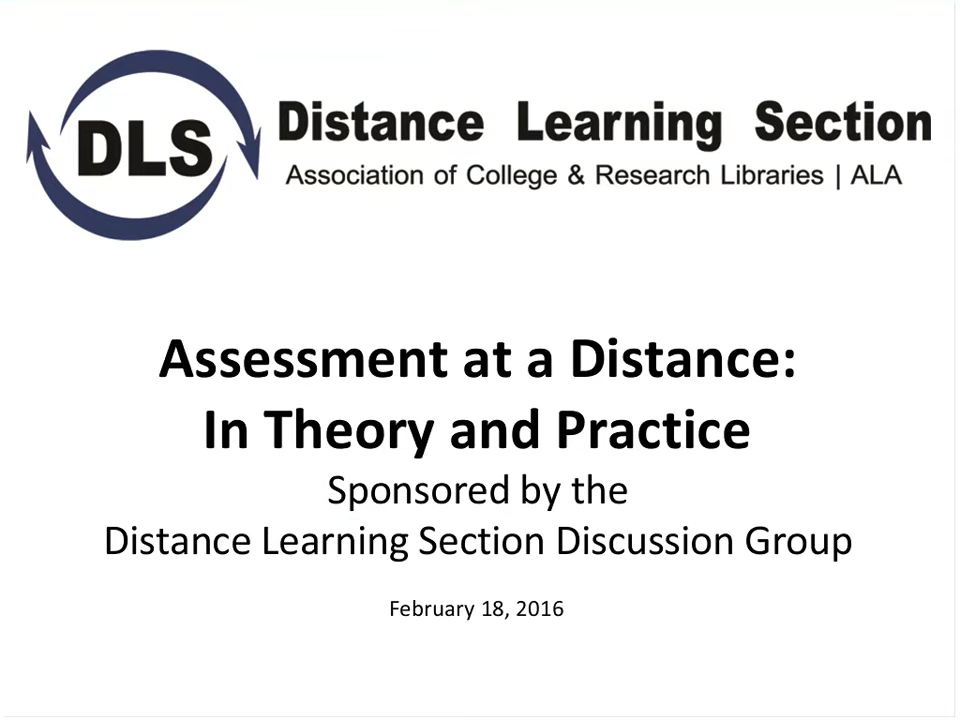 DLS
Distance Learning Section
Association of College & Research Libraries | ALA
Assessment at a Distance:
In Theory and Practice
Sponsored by the
Distance Learning Section Discussion Group
February 18, 2016